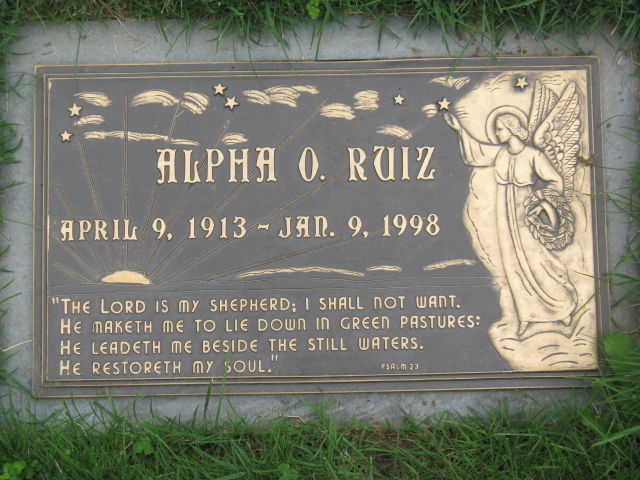 ALPHA O. RUIZ
APRIL 9, 1913 - JAN. 9, 1998
"THE LORD IS MY SHEPHERD; I SHALL NOT WANT.
HE MAKETH ME TO LIE DOWN IN GREEN PASTURES:
HE LEADETH ME BESIDE THE STILL WATERS.
HE RESTORETH MY SOUL."
PSALM 23